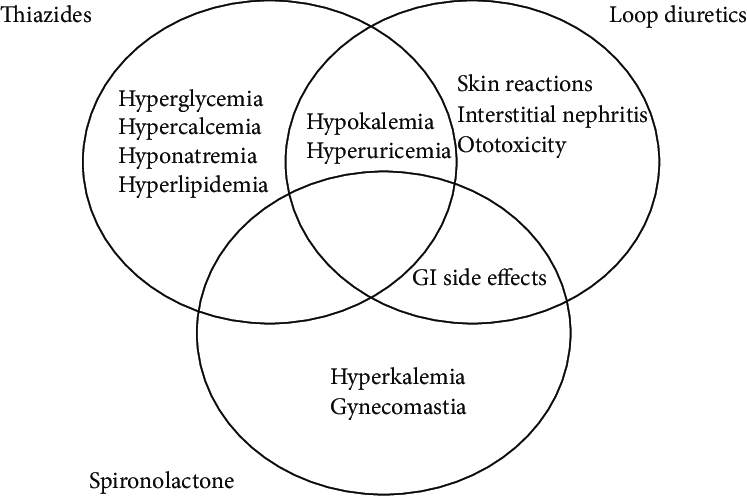 Thiazides
Loop diuretics
Hyperglycemia
Hypercalcemia
Hyponatremia
Hyperlipidemia
Hypokalemia
Hyperuricemia
Skin reactions
Interstitial nephritis
Ototoxicity
GI side effects
Hyperkalemia
Gynecomastia
Spironolactone